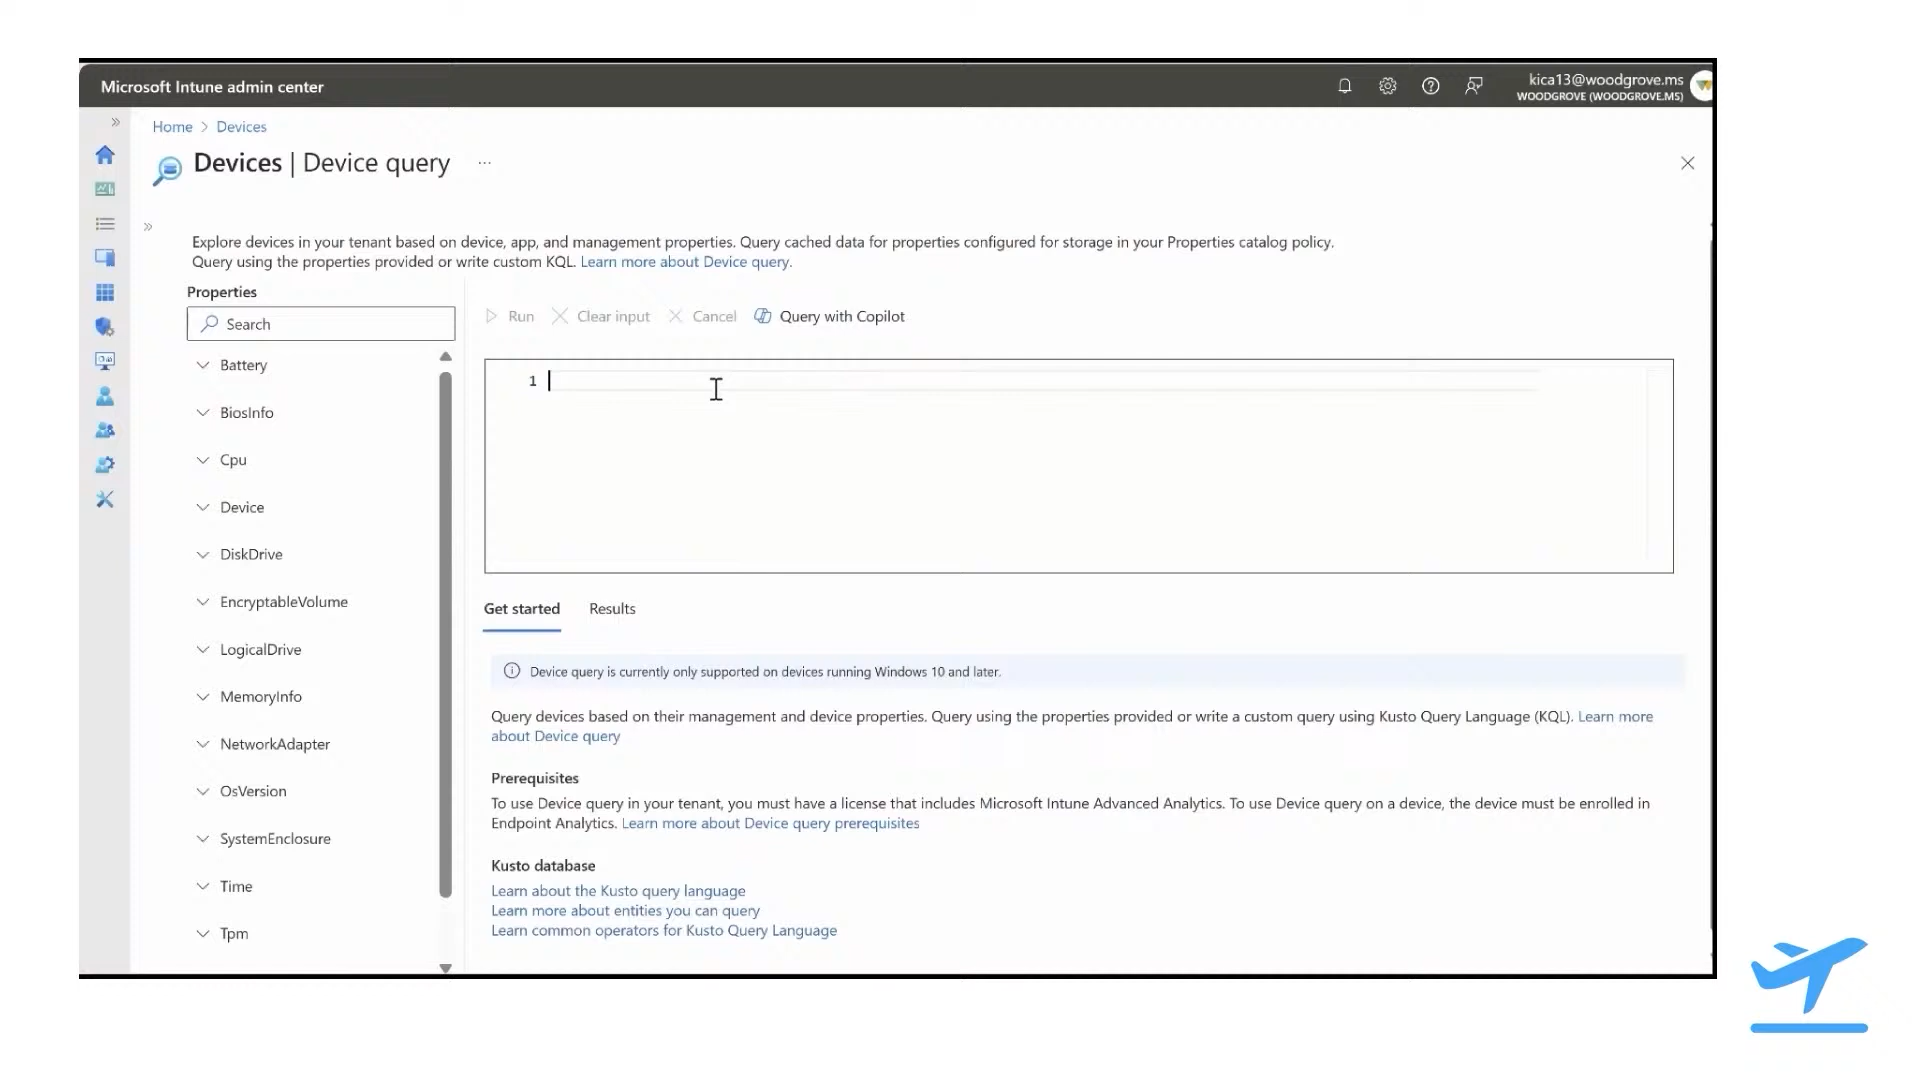 Microsoft Intune admin center
kica13@woodgrove.ms
WOODGROVE (WOODGROVE.MS)
Home > Devices
Devices | Device query ...
Explore devices in your tenant based on device, app, and management properties. Query cached data for properties configured for storage in your Properties catalog policy.
Query using the properties provided or write custom KQL. Learn more about Device query.
Properties
Search
Battery
BiosInfo
Cpu
Device
DiskDrive
EncryptableVolume
LogicalDrive
MemoryInfo
NetworkAdapter
OsVersion
SystemEnclosure
Time
Tpm
Run Clear input Cancel Query with Copilot
1
Get started Results
Device query is currently only supported on devices running Windows 10 and later.
Query devices based on their management and device properties. Query using the properties provided or write a custom query using Kusto Query Language (KQL). Learn more
about Device query
Prerequisites
To use Device query in your tenant, you must have a license that includes Microsoft Intune Advanced Analytics. To use Device query on a device, the device must be enrolled in
Endpoint Analytics. Learn more about Device query prerequisites
Kusto database
Learn about the Kusto query language
Learn more about entities you can query
Learn common operators for Kusto Query Language